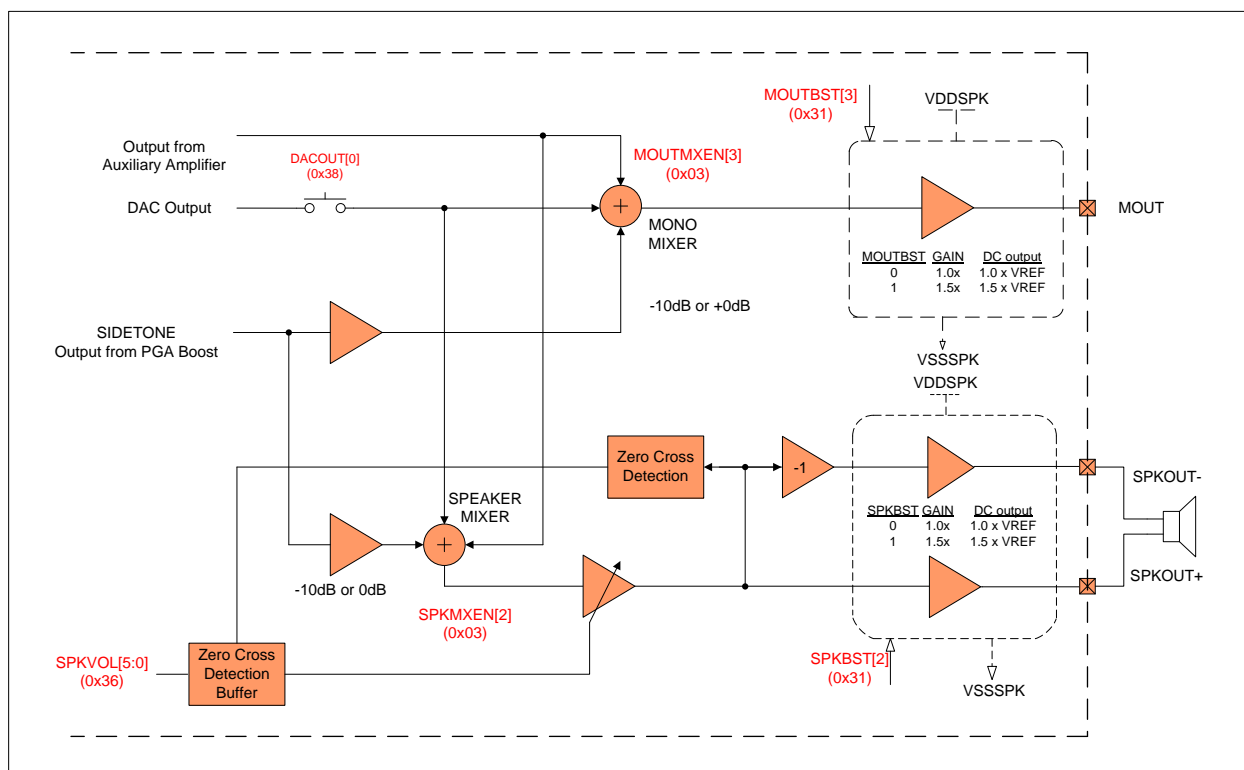 MOUTBST[3]
(0x31)
VDDSPK
Output from
Auxiliary Amplifier
DACOUT[0]
(0x38)
MOUTMXEN[3]
(0x03)
DAC Output
+
MONO
MIXER
MOUT
MOUTBST GAIN DC output
0 1.0x 1.0 x VREF
1 1.5x 1.5 x VREF
-10dB or +0dB
SIDETONE
Output from PGA Boost
VSSSPK
VDDSPK
Zero Cross
Detection
-1
SPKOUT-
SPEAKER
MIXER
+
SPKBST GAIN DC output
0 1.0x 1.0 x VREF
1 1.5x 1.5 x VREF
-10dB or 0dB
SPKOUT+
SPKMXEN[2]
(0x03)
SPKVOL[5:0]
(0x36)
Zero Cross
Detection
Buffer
SPKBST[2]
(0x31)
VSSSPK